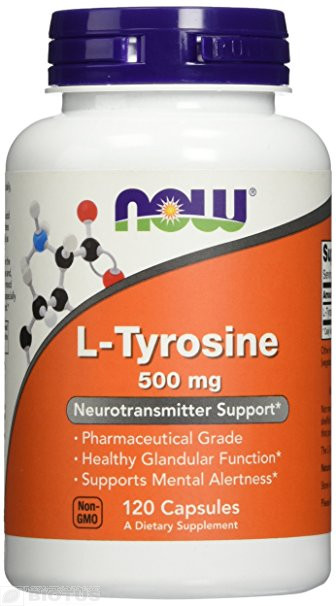 now®
L-Tyrosine
500 mg
Neurotransmitter Support*
• Pharmaceutical Grade
• Healthy Glandular Function*
• Supports Mental Alertness*
Non-
GMO
120 Capsules
A Dietary Supplement
BIOTUS